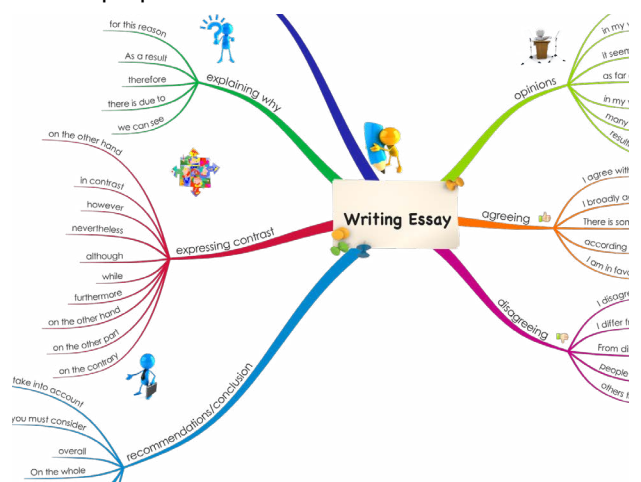 Writing Essay
explaining why
for this reason
As a result
therefore
there is due to
we can see
expressing contrast
on the other hand
in contrast
however
nevertheless
although
while
furthermore
on the other hand
on the other part
on the contrary
recommendations/conclusion
take into account
you must consider
overall
On the whole
opinions
in my
it seem
as far
in my
many
result
agreeing
I agree with
I broadly a
There is som
according
I am in favo
disagreeing
I disagre
I differ f
From di
people
others t